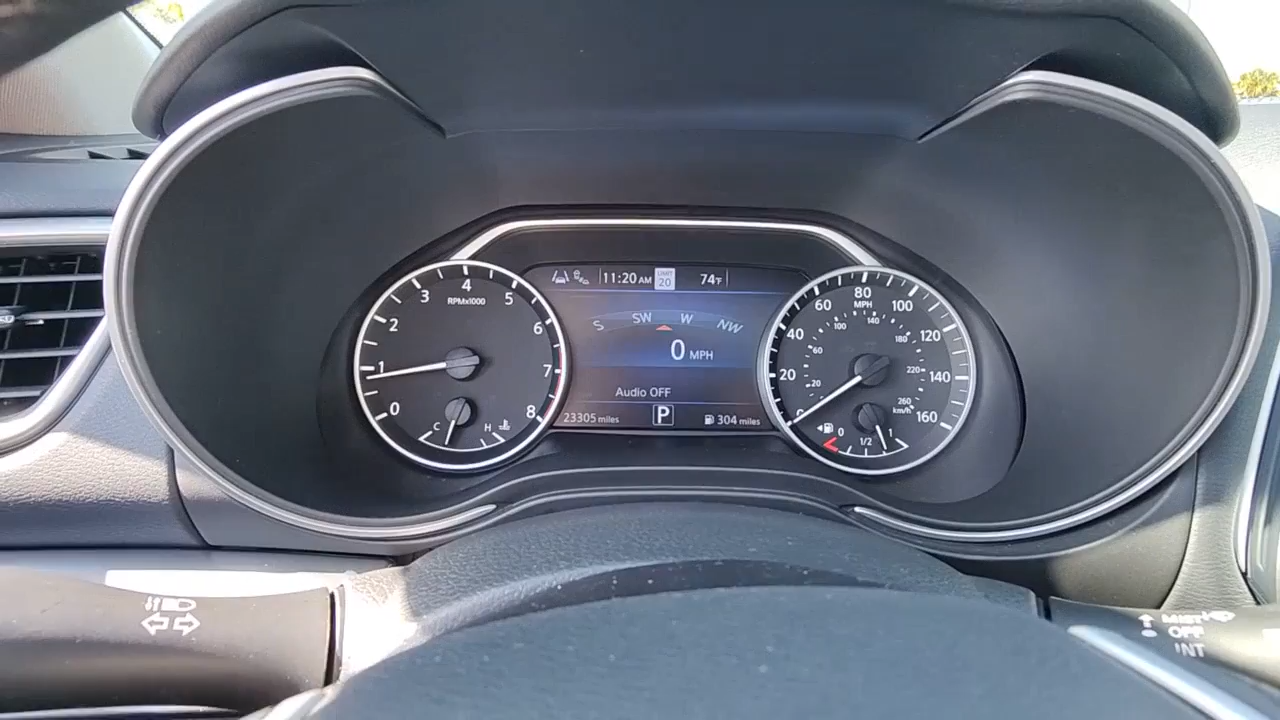 11:20 AM LIMIT 20 74°F
S SW W NW
0 MPH
Audio OFF
23305 miles P 304 miles
RPMx1000
0 1 2 3 4 5 6 7 8
C H
MPH
0 20 40 60 80 100 120 140 160
20 60 100 140 180 220 260
km/h
0 1/2 1
MIST
OFF
INT